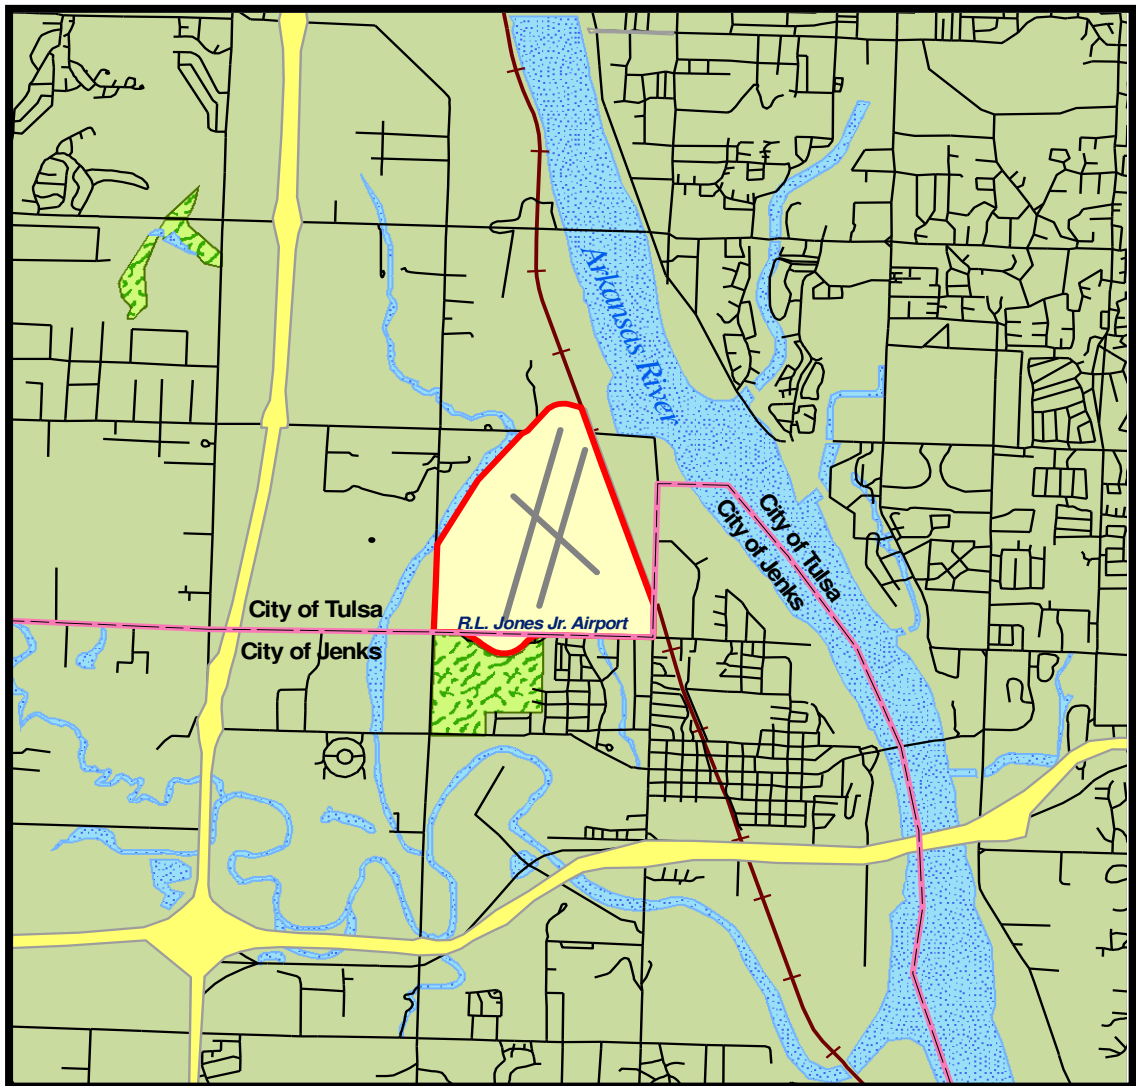 Arkansas River
City of Tulsa
City of Jenks
City of Tulsa
City of Jenks
R.L. Jones Jr. Airport